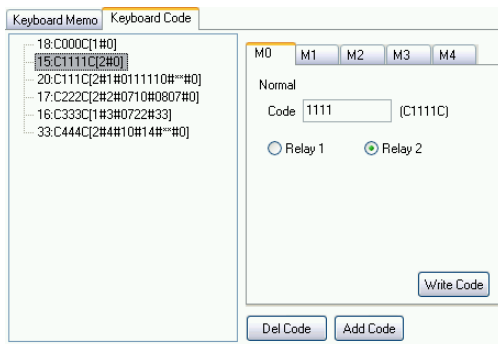 Keyboard Memo Keyboard Code
18:C000C[1#0]
15:C1111C[2#0]
20:C111C[2#1#0111110#**#0]
17:C222C[2#2#0710#0807#0]
16:C333C[1#3#0722#33]
33:C444C[2#4#10#14#**#0]
M0 M1 M2 M3 M4
Normal
Code 1111 (C1111C)
Relay 1 Relay 2
Write Code
Del Code Add Code